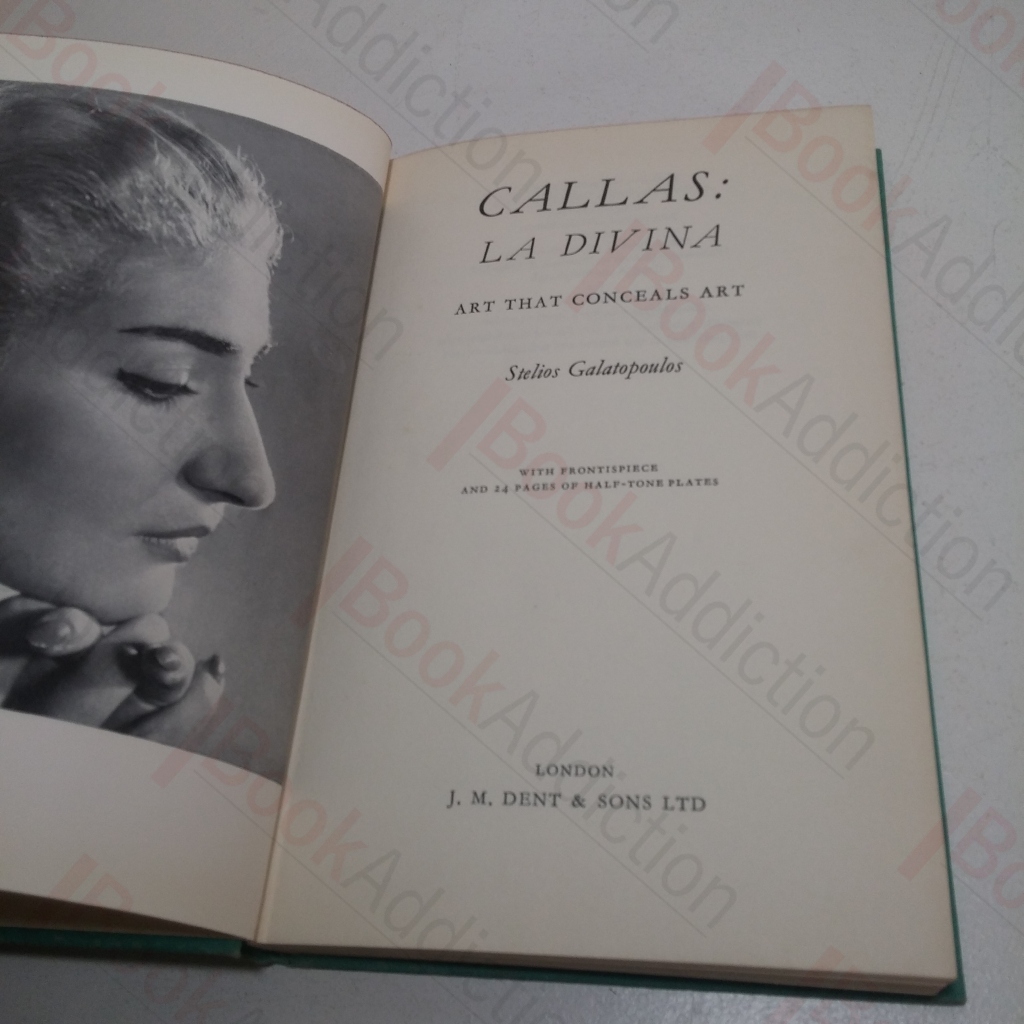 CALLAS:
LA DIVINA
ART THAT CONCEALS ART
Stelios Galatopoulos
WITH FRONTISPIECE
AND 24 PAGES OF HALF-TONE PLATES
LONDON
J. M. DENT & SONS LTD
BookAddiction